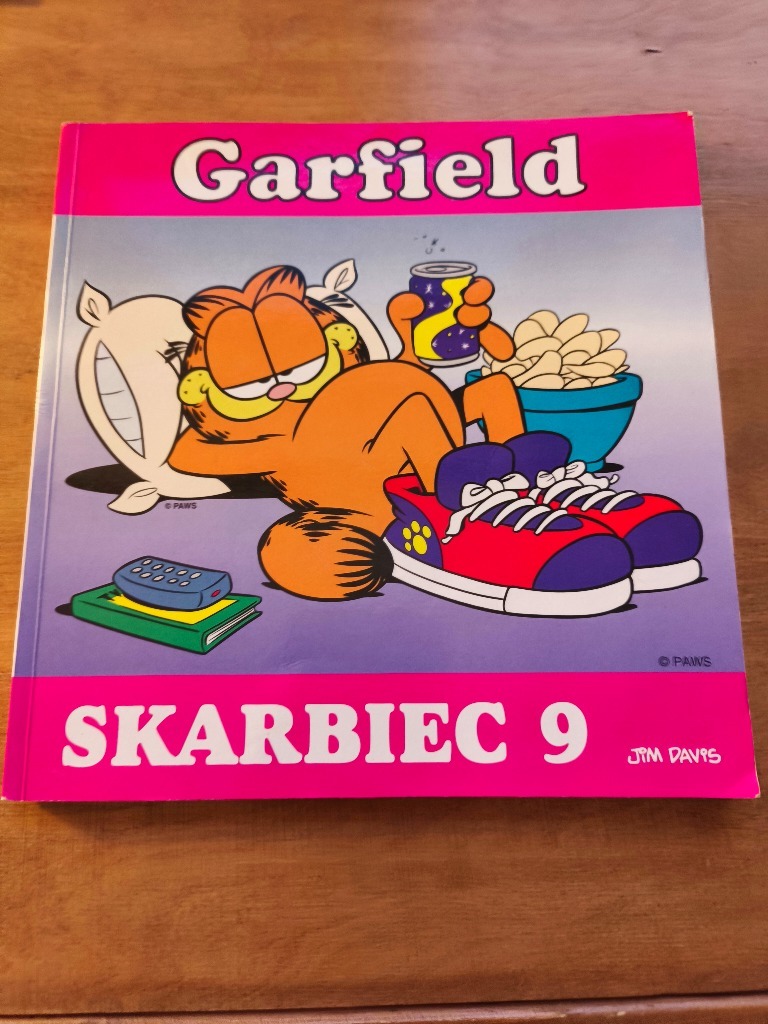 Garfield
© PAWS
© PAWS
SKARBIEC 9
JIM DAVIS